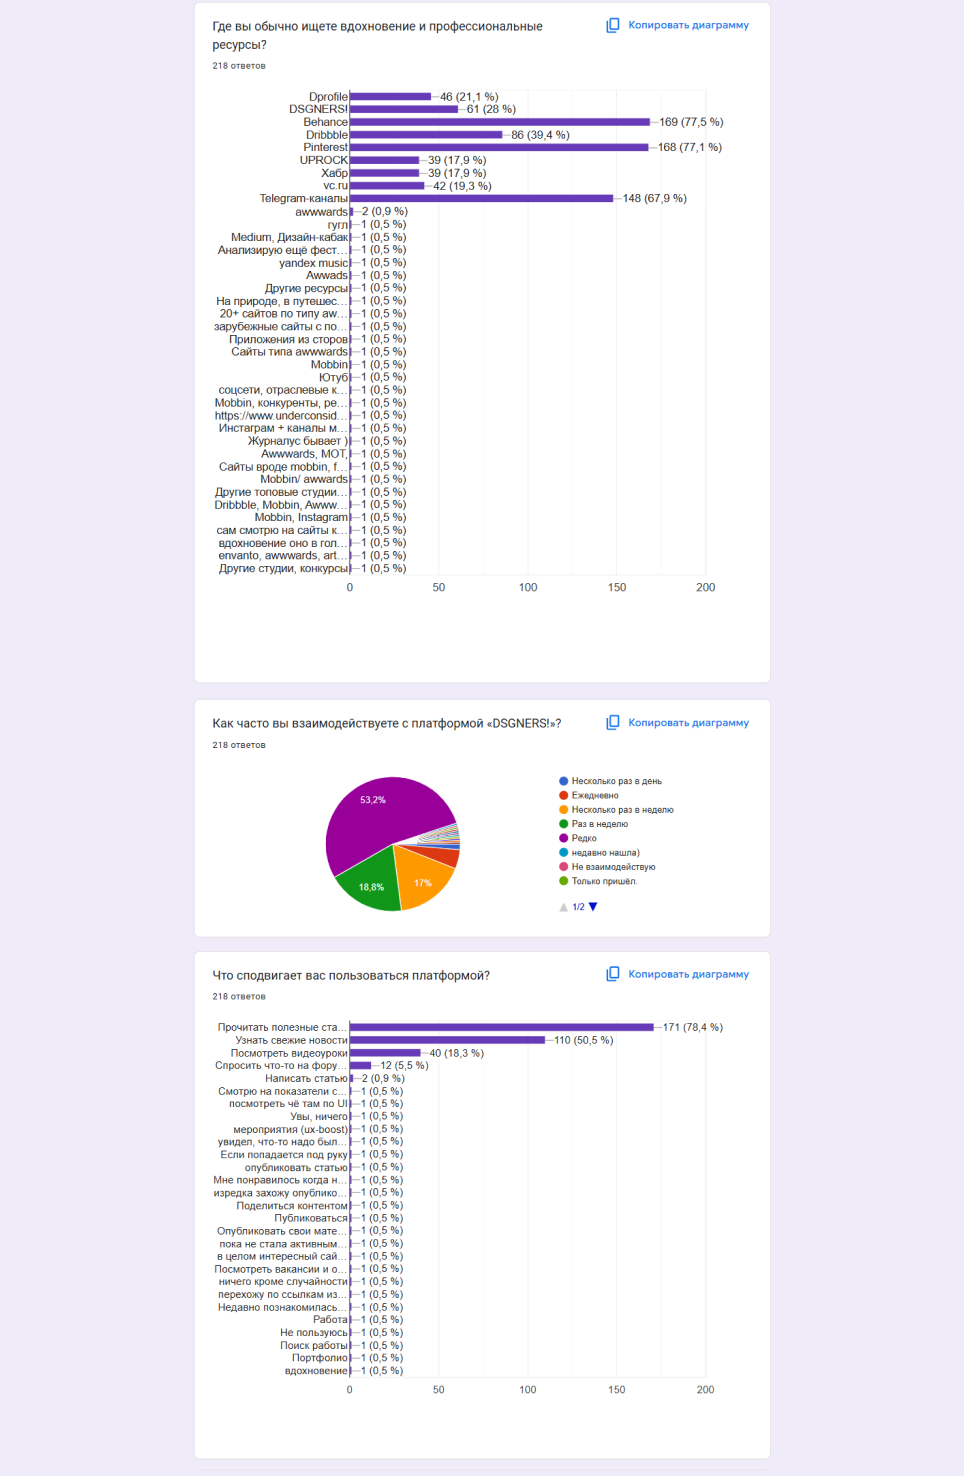 Где вы обычно ищете вдохновение и профессиональные
ресурсы?
Копировать диаграмму
218 ответов
Dprofile 46 (21,1 %)
DSGNERS! 61 (28 %)
Behance 169 (77,5 %)
Dribbble 86 (39,4 %)
Pinterest 168 (77,1 %)
UPROCK 39 (17,9 %)
Хабр 39 (17,9 %)
vc.ru 42 (19,3 %)
Telegram-каналы 148 (67,9 %)
awwwards 2 (0,9 %)
гугл 1 (0,5 %)
Medium, Дизайн-кабак 1 (0,5 %)
Анализирую ещё фест… 1 (0,5 %)
yandex music 1 (0,5 %)
Awwads 1 (0,5 %)
Другие ресурсы 1 (0,5 %)
На природе, в путешес… 1 (0,5 %)
20+ сайтов по типу aw… 1 (0,5 %)
зарубежные сайты с по… 1 (0,5 %)
Приложения из сторов 1 (0,5 %)
Сайты типа awwwards 1 (0,5 %)
Mobbin 1 (0,5 %)
Ютуб 1 (0,5 %)
соцсети, отраслевые к… 1 (0,5 %)
Mobbin, конкуренты, ре… 1 (0,5 %)
https://www.underconsid… 1 (0,5 %)
Инстаграм + каналы м… 1 (0,5 %)
Журналус бывает ) 1 (0,5 %)
Awwwards, MOT, 1 (0,5 %)
Сайты вроде mobbin, f… 1 (0,5 %)
Mobbin/ awwards 1 (0,5 %)
Другие топовые студии… 1 (0,5 %)
Dribbble, Mobbin, Awww… 1 (0,5 %)
Mobbin, Instagram 1 (0,5 %)
сам смотрю на сайты к… 1 (0,5 %)
вдохновение оно в гол… 1 (0,5 %)
envanto, awwwards, art… 1 (0,5 %)
Другие студии, конкурсы 1 (0,5 %)
0 50 100 150 200
Как часто вы взаимодействуете с платформой «DSGNERS!»?
Копировать диаграмму
218 ответов
53,2%
18,8%
17%
Несколько раз в день
Ежедневно
Несколько раз в неделю
Раз в неделю
Редко
недавно нашла)
Не взаимодействую
Только пришёл.
1/2
Что сподвигает вас пользоваться платформой?
Копировать диаграмму
218 ответов
Прочитать полезные ста… 171 (78,4 %)
Узнать свежие новости 110 (50,5 %)
Посмотреть видеоуроки 40 (18,3 %)
Спросить что-то на фору… 12 (5,5 %)
Написать статью 2 (0,9 %)
Смотрю на показатели с… 1 (0,5 %)
посмотреть чё там по UI 1 (0,5 %)
Увы, ничего 1 (0,5 %)
мероприятия (ux-boost) 1 (0,5 %)
увидел, что-то надо был… 1 (0,5 %)
Если попадается под руку 1 (0,5 %)
опубликовать статью 1 (0,5 %)
Мне понравилось когда н… 1 (0,5 %)
изредка захожу опублико… 1 (0,5 %)
Поделиться контентом 1 (0,5 %)
Публиковаться 1 (0,5 %)
Опубликовать свои мате… 1 (0,5 %)
пока не стала активным… 1 (0,5 %)
в целом интересный сай… 1 (0,5 %)
Посмотреть вакансии и о… 1 (0,5 %)
ничего кроме случайности 1 (0,5 %)
перехожу по ссылкам из… 1 (0,5 %)
Недавно познакомилась… 1 (0,5 %)
Работа 1 (0,5 %)
Не пользуюсь 1 (0,5 %)
Поиск работы 1 (0,5 %)
Портфолио 1 (0,5 %)
вдохновение 1 (0,5 %)
0 50 100 150 200